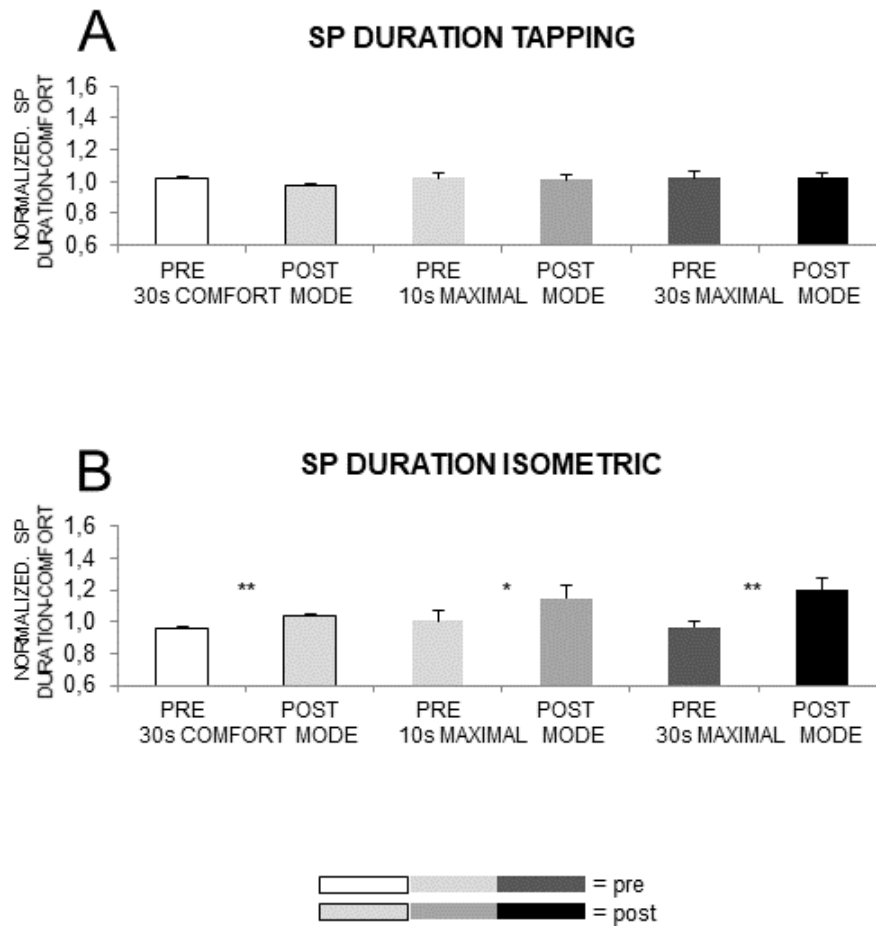 A
SP DURATION TAPPING
NORMALIZED. SP
DURATION-COMFORT
1,6
1,4
1,2
1,0
0,8
0,6
PRE POST PRE POST PRE POST
30s COMFORT MODE 10s MAXIMAL MODE 30s MAXIMAL MODE
B
SP DURATION ISOMETRIC
NORMALIZED. SP
DURATION-COMFORT
1,6
1,4
1,2
1,0
0,8
0,6
** * **
PRE POST PRE POST PRE POST
30s COMFORT MODE 10s MAXIMAL MODE 30s MAXIMAL MODE
= pre
= post